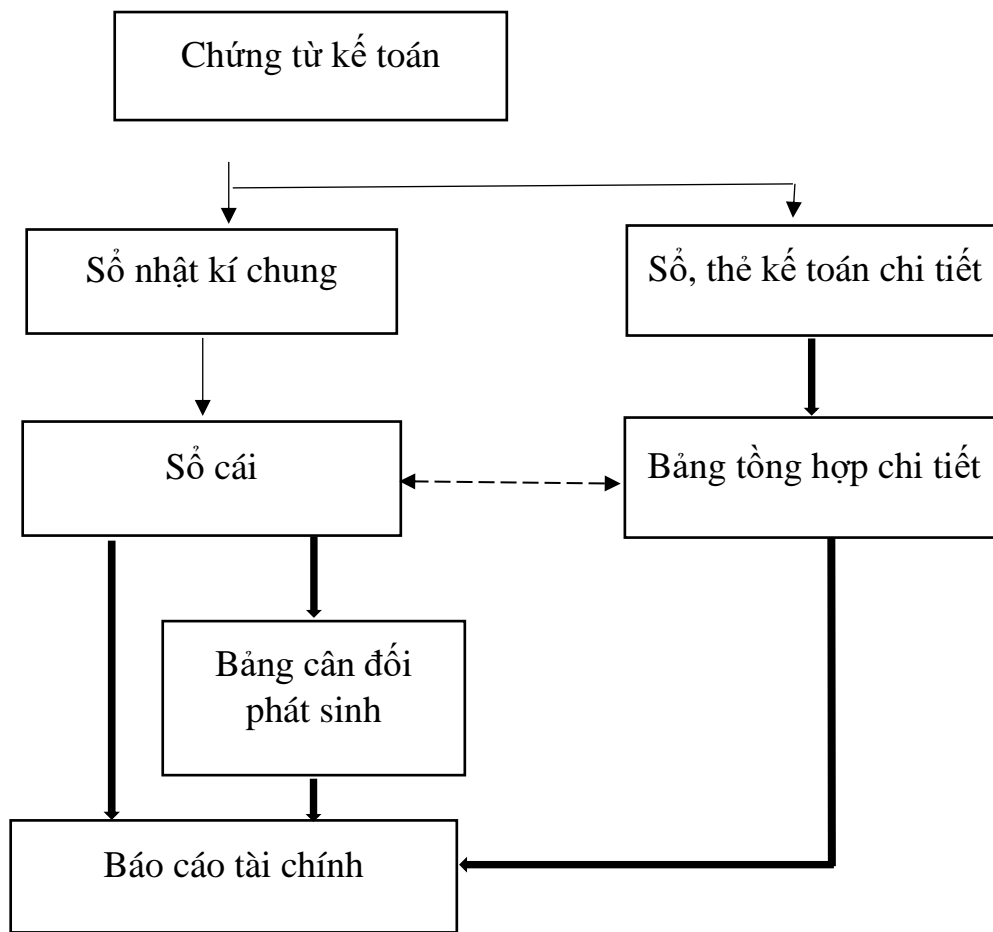 Chứng từ kế toán
Sổ nhật kí chung
Sổ, thẻ kế toán chi tiết
Sổ cái
Bảng tồng hợp chi tiết
Bảng cân đối
phát sinh
Báo cáo tài chính